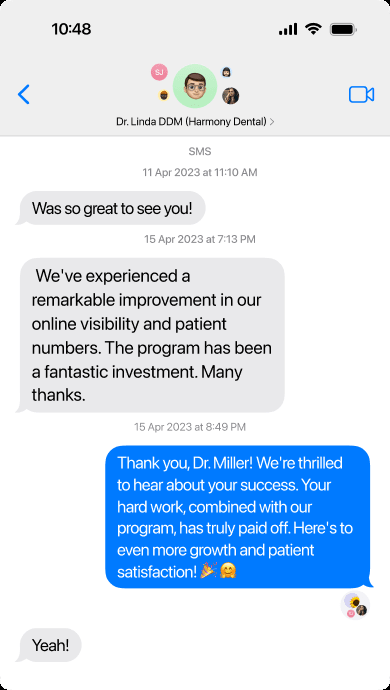 10:48
SJ
Dr. Linda DDM (Harmony Dental) >
SMS
11 Apr 2023 at 11:10 AM
Was so great to see you!
15 Apr 2023 at 7:13 PM
We've experienced a
remarkable improvement in our
online visibility and patient
numbers. The program has been
a fantastic investment. Many
thanks.
15 Apr 2023 at 8:49 PM
Thank you, Dr. Miller! We're thrilled
to hear about your success. Your
hard work, combined with our
program, has truly paid off. Here's to
even more growth and patient
satisfaction! 🎉🤗
SJ
Yeah!